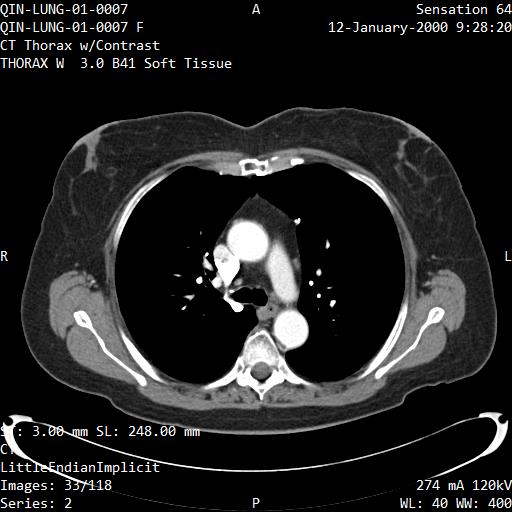 QIN-LUNG-01-0007
A
Sensation 64
QIN-LUNG-01-0007 F
12-January-2000 9:28:20
CT Thorax w/Contrast
THORAX W 3.0 B41 Soft Tissue
R
L
ST: 3.00 mm SL: 248.00 mm
CT
LittleEndianImplicit
Images: 33/118
274 mA 120kV
Series: 2
P
WL: 40 WW: 400